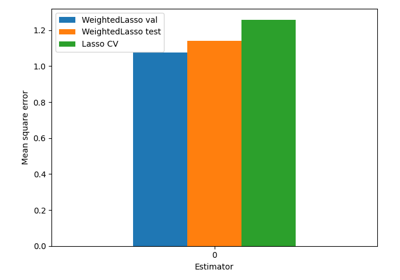 WeightedLasso val
WeightedLasso test
Lasso CV
Mean square error
1.2
1.0
0.8
0.6
0.4
0.2
0.0
0
Estimator